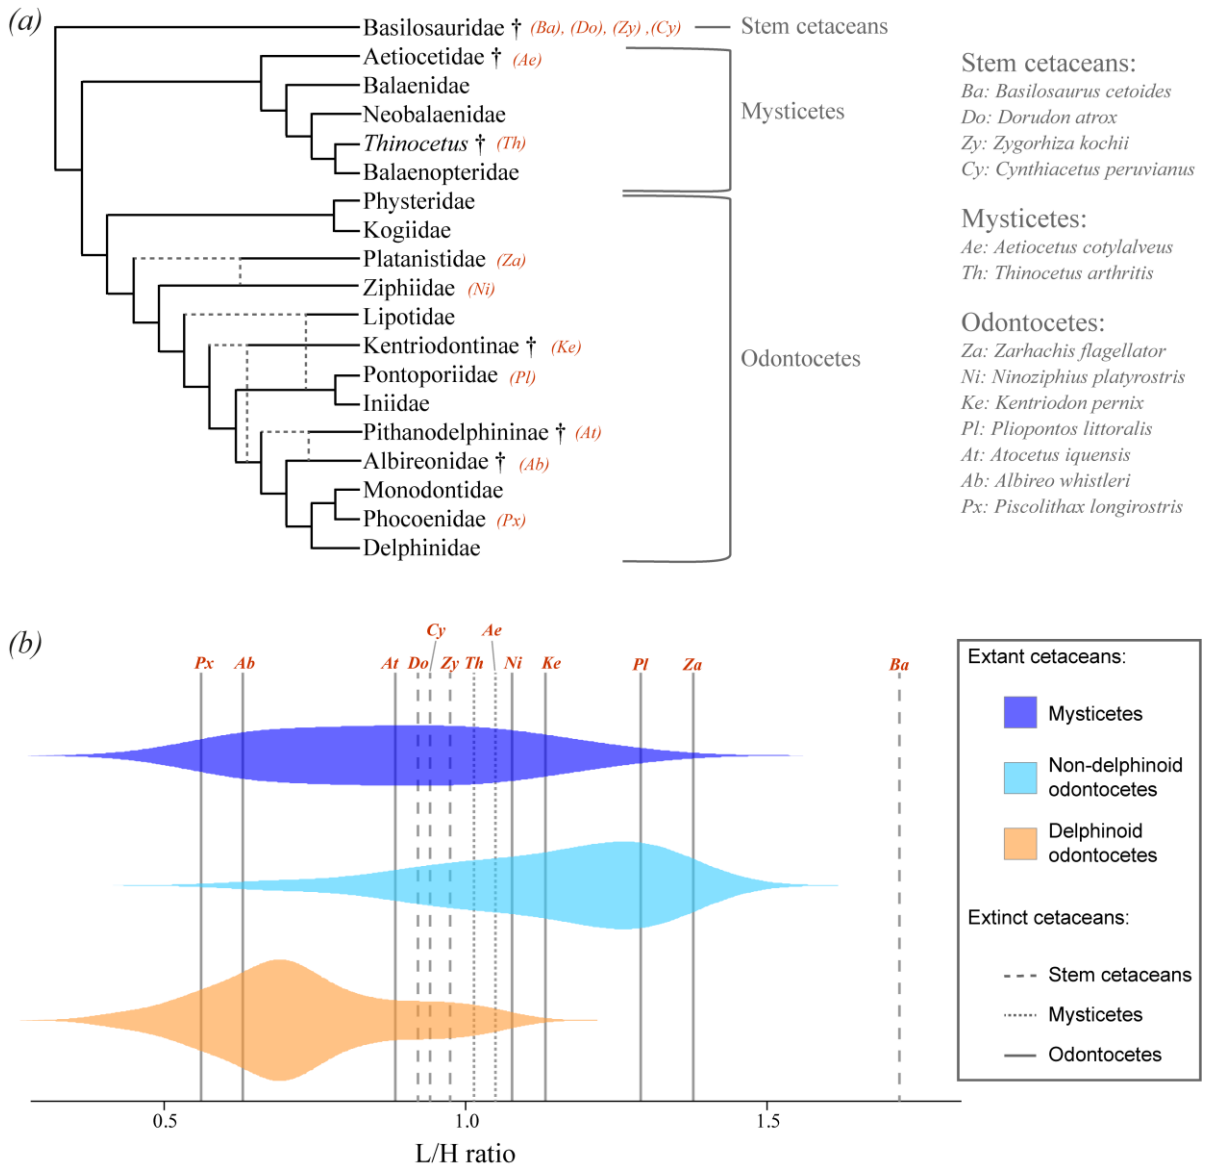 (a)
Basilosauridae † (Ba), (Do), (Zy) ,(Cy)
Stem cetaceans
Aetiocetidae † (Ae)
Balaenidae
Neobalaenidae
Thinocetus † (Th)
Balaenopteridae
Mysticetes
Physteridae
Kogiidae
Platanistidae (Za)
Ziphiidae (Ni)
Lipotidae
Kentriodontinae † (Ke)
Pontoporiidae (Pl)
Iniidae
Pithanodelphininae † (At)
Albireonidae † (Ab)
Monodontidae
Phocoenidae (Px)
Delphinidae
Odontocetes
Stem cetaceans:
Ba: Basilosaurus cetoides
Do: Dorudon atrox
Zy: Zygorhiza kochii
Cy: Cynthiacetus peruvianus
Mysticetes:
Ae: Aetiocetus cotylalveus
Th: Thinocetus arthritis
Odontocetes:
Za: Zarhachis flagellator
Ni: Ninoziphius platyrostris
Ke: Kentriodon pernix
Pl: Pliopontos littoralis
At: Atocetus iquensis
Ab: Albireo whistleri
Px: Piscolithax longirostris
(b)
Cy Ae
Px Ab At Do Zy Th Ni Ke Pl Za Ba
0.5 1.0 1.5
L/H ratio
Extant cetaceans:
Mysticetes
Non-delphinoid
odontocetes
Delphinoid
odontocetes
Extinct cetaceans:
Stem cetaceans
Mysticetes
Odontocetes